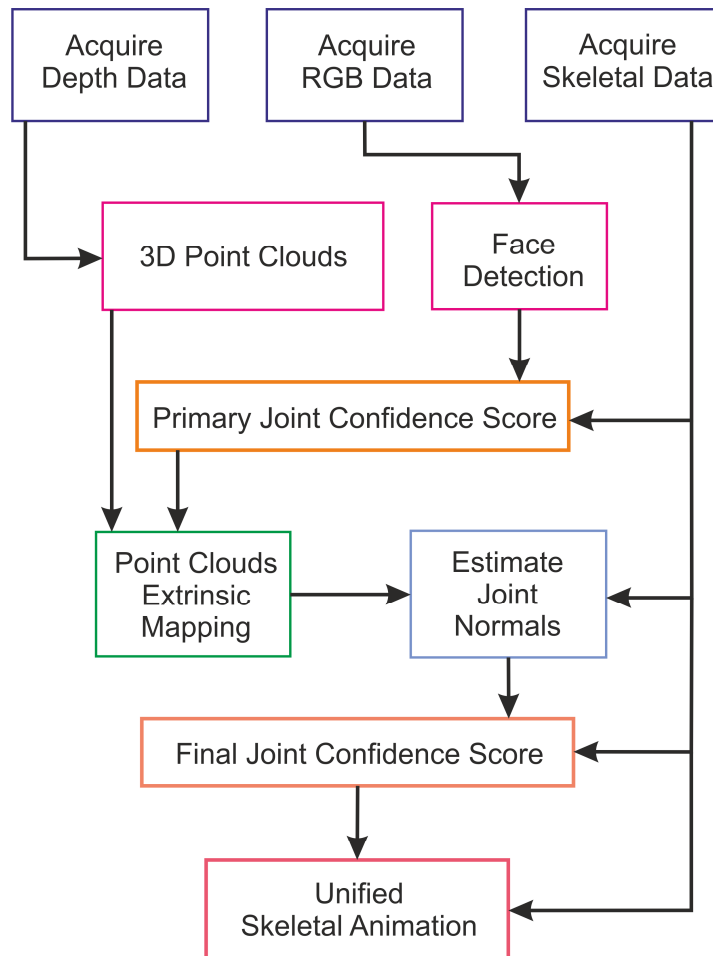 Acquire
Depth Data
Acquire
RGB Data
Acquire
Skeletal Data
3D Point Clouds
Face
Detection
Primary Joint Confidence Score
Point Clouds
Extrinsic
Mapping
Estimate
Joint
Normals
Final Joint Confidence Score
Unified
Skeletal Animation